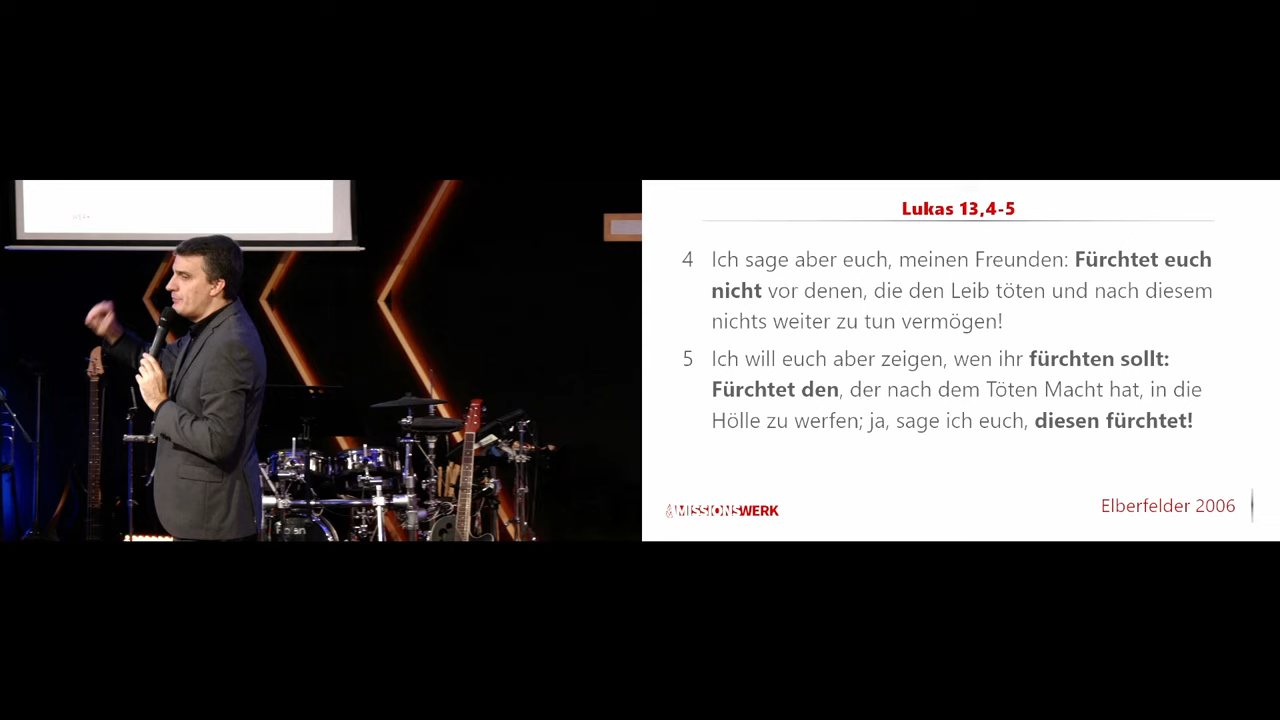 Lukas 13,4-5
4 Ich sage aber euch, meinen Freunden: Fürchtet euch
nicht vor denen, die den Leib töten und nach diesem
nichts weiter zu tun vermögen!
5 Ich will euch aber zeigen, wen ihr fürchten sollt:
Fürchtet den, der nach dem Töten Macht hat, in die
Hölle zu werfen; ja, sage ich euch, diesen fürchtet!
MISSIONSWERK
Elberfelder 2006